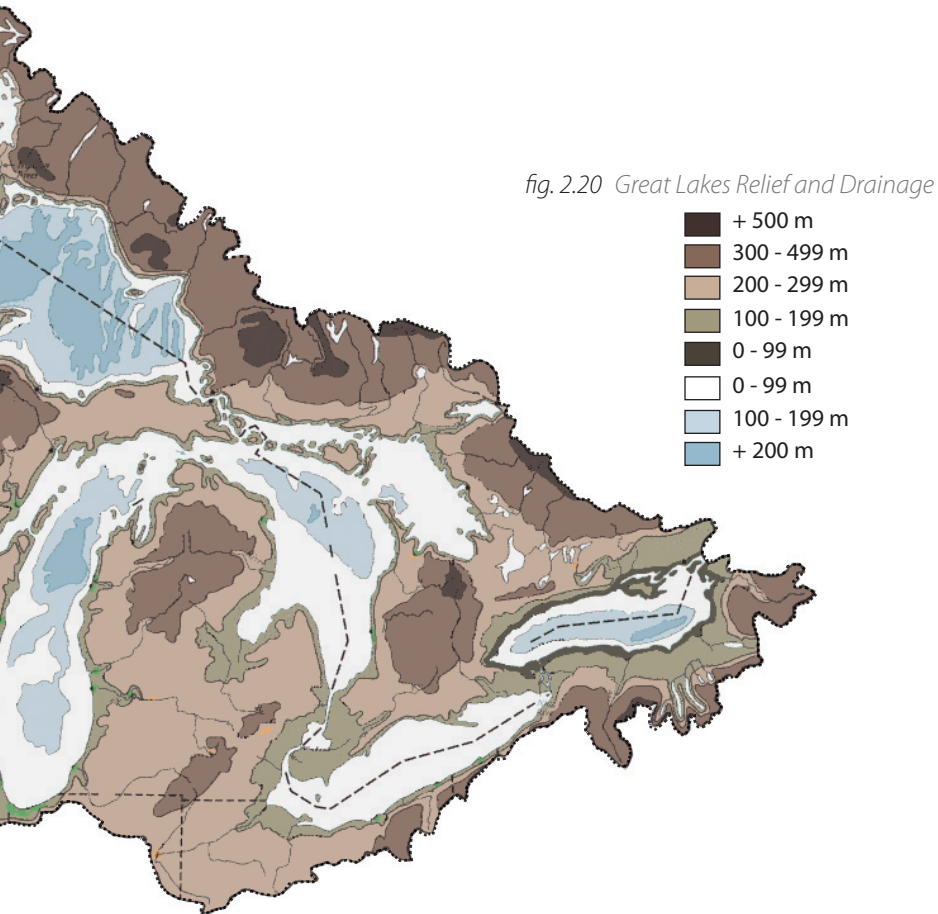 fig. 2.20 Great Lakes Relief and Drainage
+ 500 m
300 - 499 m
200 - 299 m
100 - 199 m
0 - 99 m
0 - 99 m
100 - 199 m
+ 200 m